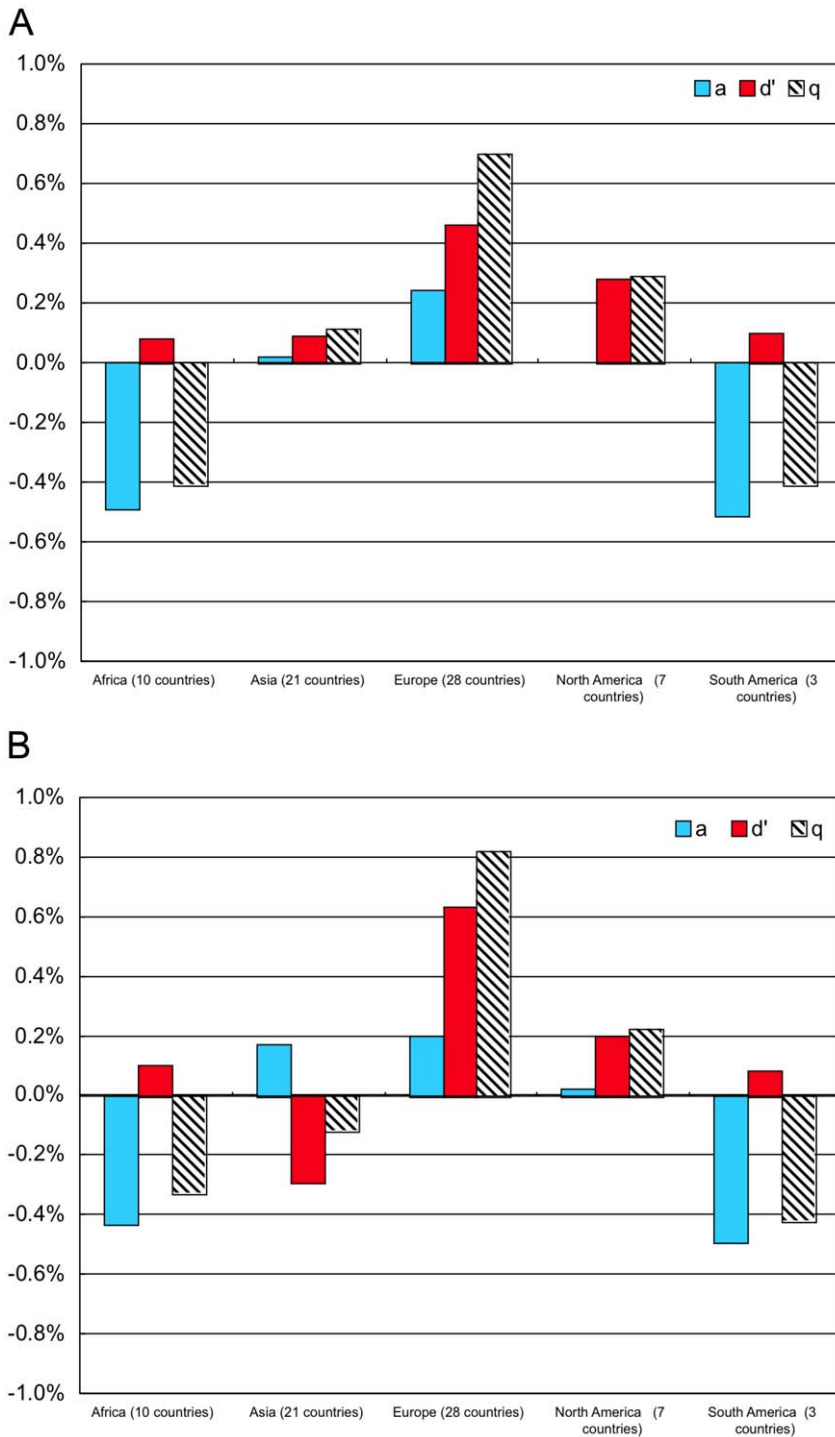 A
1.0%
a d' q
0.8%
0.6%
0.4%
0.2%
0.0%
-0.2%
-0.4%
-0.6%
-0.8%
-1.0%
Africa (10 countries) Asia (21 countries) Europe (28 countries) North America (7 South America (3
countries) countries)
B
1.0%
a d' q
0.8%
0.6%
0.4%
0.2%
0.0%
-0.2%
-0.4%
-0.6%
-0.8%
-1.0%
Africa (10 countries) Asia (21 countries) Europe (28 countries) North America (7 South America (3
countries) countries)